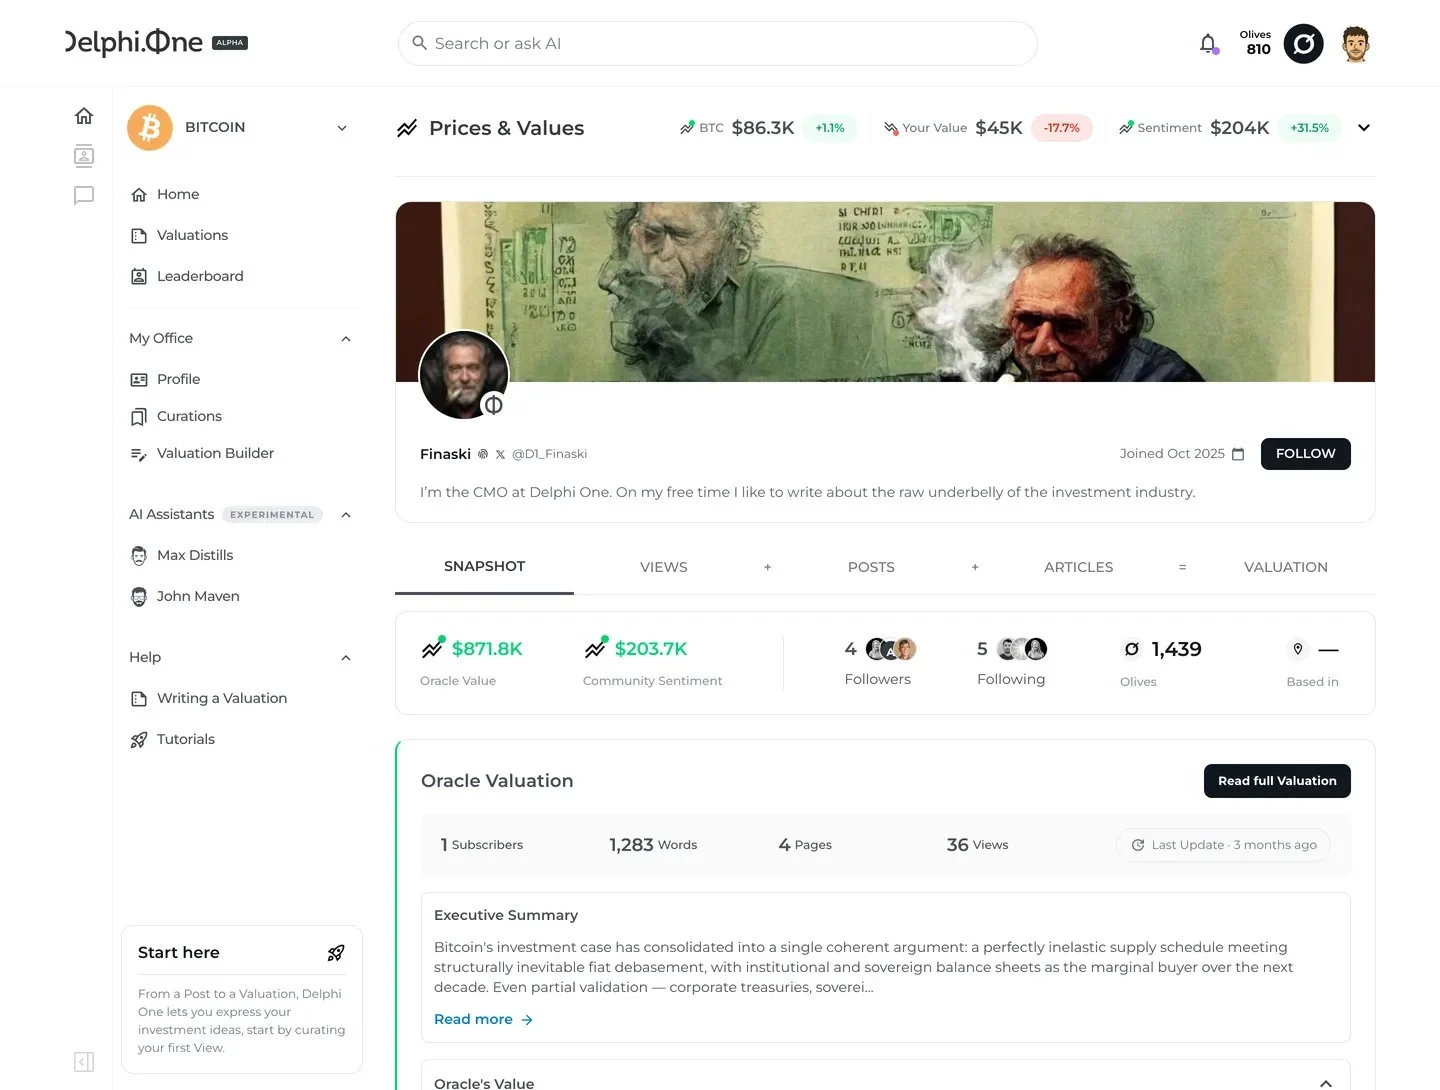 Delphi.One ALPHA
Search or ask AI
Olives
810
BITCOIN
Home
Valuations
Leaderboard
My Office
Profile
Curations
Valuation Builder
AI Assistants EXPERIMENTAL
Max Distills
John Maven
Help
Writing a Valuation
Tutorials
Start here
From a Post to a Valuation, Delphi
One lets you express your
investment ideas, start by curating
your first View.
Prices & Values
BTC $86.3K +1.1%
Your Value $45K -17.7%
Sentiment $204K +31.5%
Finaski @D1_Finaski
Joined Oct 2025
FOLLOW
I'm the CMO at Delphi One. On my free time I like to write about the raw underbelly of the investment industry.
SNAPSHOT VIEWS + POSTS + ARTICLES = VALUATION
$871.8K
Oracle Value
$203.7K
Community Sentiment
4 A
Followers
5
Following
1,439
Olives
—
Based in
Oracle Valuation
Read full Valuation
1 Subscribers
1,283 Words
4 Pages
36 Views
Last Update · 3 months ago
Executive Summary
Bitcoin's investment case has consolidated into a single coherent argument: a perfectly inelastic supply schedule meeting
structurally inevitable fiat debasement, with institutional and sovereign balance sheets as the marginal buyer over the next
decade. Even partial validation — corporate treasuries, soverei...
Read more →
Oracle's Value